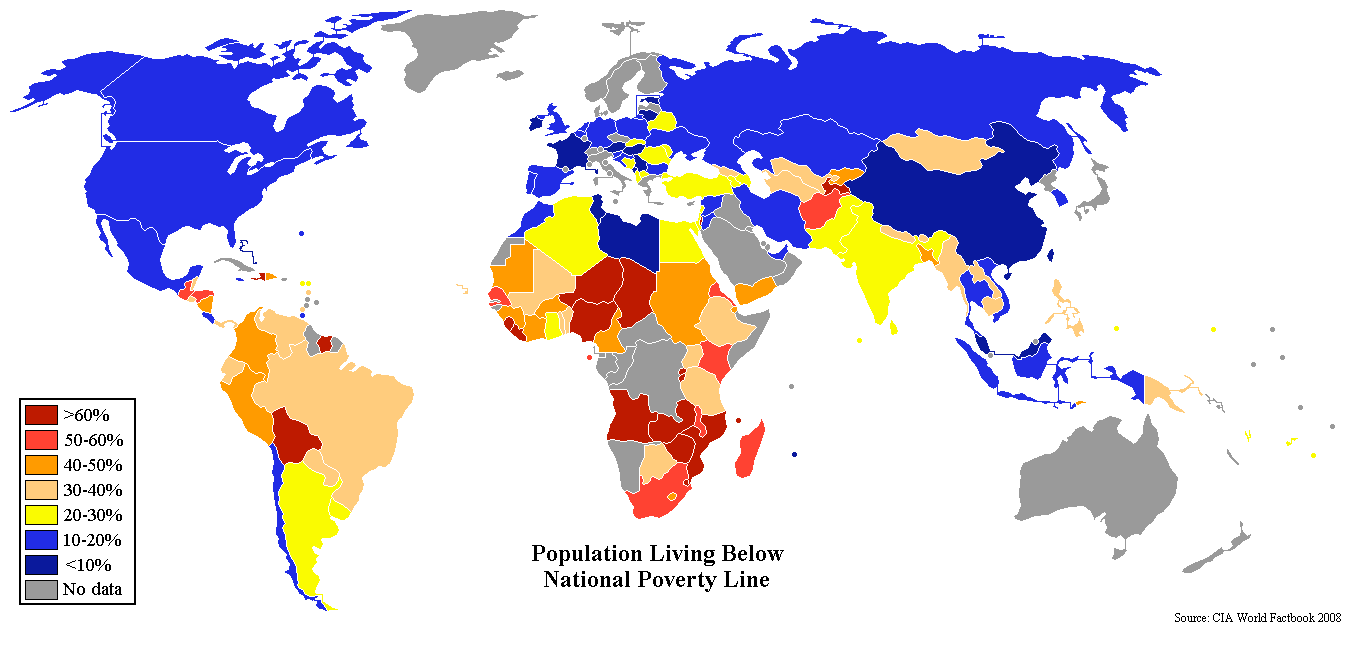 >60%
50-60%
40-50%
30-40%
20-30%
10-20%
<10%
No data
Population Living Below
National Poverty Line
Source: CIA World Factbook 2008